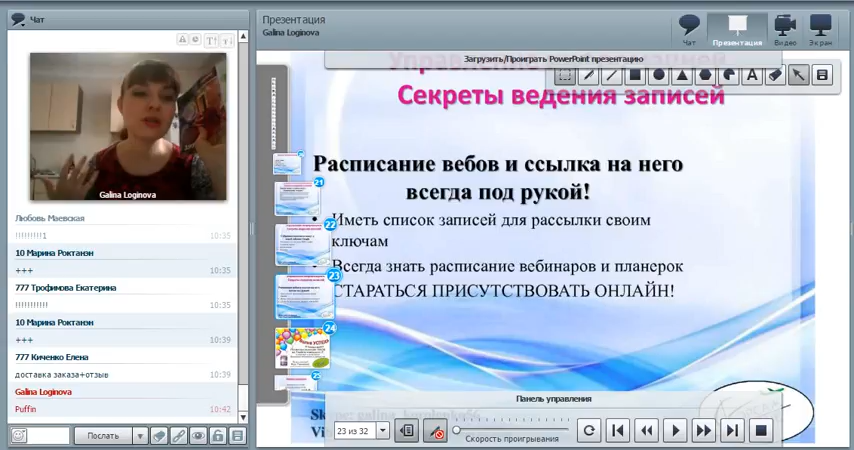 Чат
Galina Loginova
Любовь Маевская
!!!!!!!!!1 10:35
10 Марина Роктанэн
+++ 10:35
777 Трофимова Екатерина
!!!!!!!!!!! 10:35
10 Марина Роктанэн
+++ 10:39
777 Киченко Елена
доставка заказа+отзыв 10:39
Galina Loginova
Puffin 10:42
Послать
Презентация
Galina Loginova
Чат
Презентация
Видео
Экран
Загрузить/Проиграть PowerPoint презентацию
Секреты ведения записей
Расписание вебов и ссылка на него
всегда под рукой!
Иметь список записей для рассылки своим
ключам
Всегда знать расписание вебинаров и планерок
СТАРАТЬСЯ ПРИСУТСТВОВАТЬ ОНЛАЙН!
21
22
23
24
Панель управления
23 из 32
Скорость проигрывания